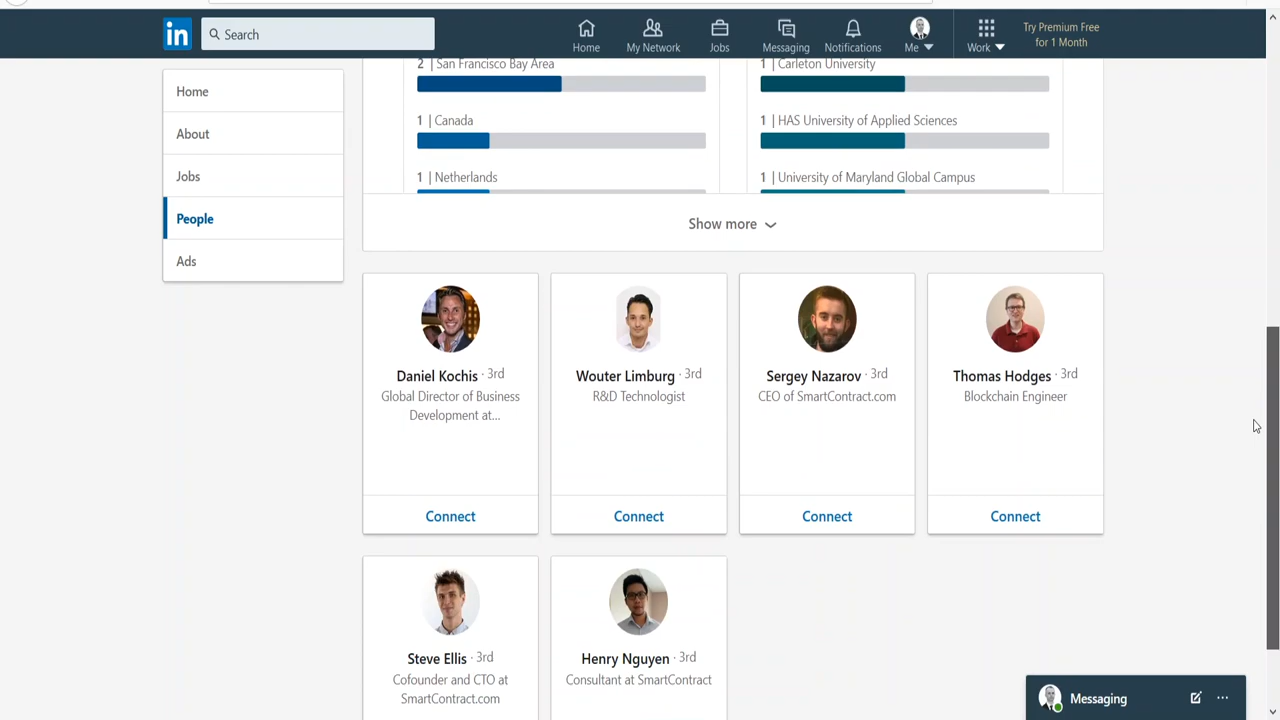 in
Search
Home
My Network
Jobs
Messaging
Notifications
Me
Work
Try Premium Free
for 1 Month
Home
About
Jobs
People
Ads
2 | San Francisco Bay Area
1 | Canada
1 | Netherlands
1 | Carleton University
1 | HAS University of Applied Sciences
1 | University of Maryland Global Campus
Show more
Daniel Kochis · 3rd
Global Director of Business
Development at...
Connect
Wouter Limburg · 3rd
R&D Technologist
Connect
Sergey Nazarov · 3rd
CEO of SmartContract.com
Connect
Thomas Hodges · 3rd
Blockchain Engineer
Connect
Steve Ellis · 3rd
Cofounder and CTO at
SmartContract.com
Henry Nguyen · 3rd
Consultant at SmartContract
Messaging